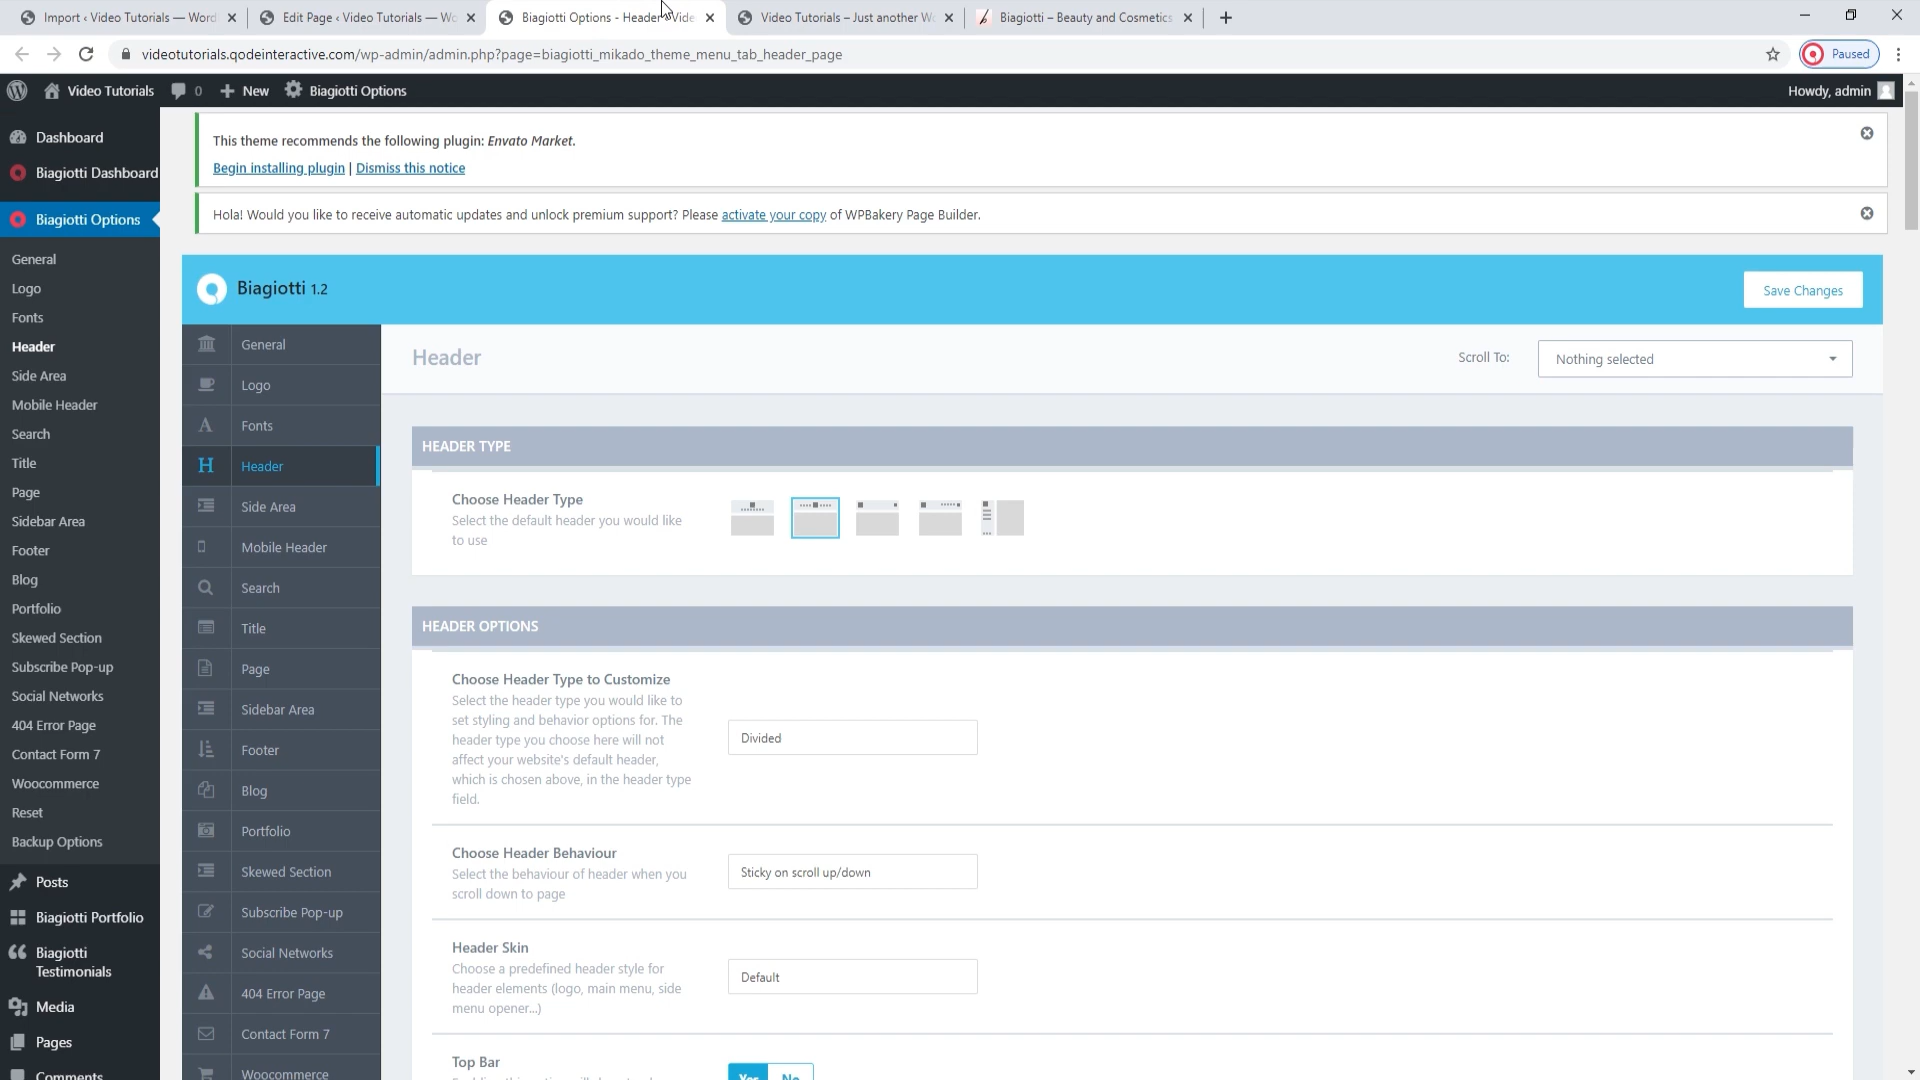 Import ‹ Video Tutorials — Word
Edit Page ‹ Video Tutorials — Wo
Biagiotti Options - Header ‹ Vide
Video Tutorials – Just another Wo
Biagiotti – Beauty and Cosmetics
videotutorials.qodeinteractive.com/wp-admin/admin.php?page=biagiotti_mikado_theme_menu_tab_header_page
Paused
Video Tutorials
0
New
Biagiotti Options
Howdy, admin
Dashboard
Biagiotti Dashboard
Biagiotti Options
General
Logo
Fonts
Header
Side Area
Mobile Header
Search
Title
Page
Sidebar Area
Footer
Blog
Portfolio
Skewed Section
Subscribe Pop-up
Social Networks
404 Error Page
Contact Form 7
Woocommerce
Reset
Backup Options
Posts
Biagiotti Portfolio
Biagiotti
Testimonials
Media
Pages
Comments
This theme recommends the following plugin: Envato Market.
Begin installing plugin | Dismiss this notice
Hola! Would you like to receive automatic updates and unlock premium support? Please activate your copy of WPBakery Page Builder.
Biagiotti 1.2
Save Changes
General
Logo
Fonts
Header
Side Area
Mobile Header
Search
Title
Page
Sidebar Area
Footer
Blog
Portfolio
Skewed Section
Subscribe Pop-up
Social Networks
404 Error Page
Contact Form 7
Woocommerce
Header
Scroll To:
Nothing selected
HEADER TYPE
Choose Header Type
Select the default header you would like
to use
HEADER OPTIONS
Choose Header Type to Customize
Select the header type you would like to
set styling and behavior options for. The
header type you choose here will not
affect your website's default header,
which is chosen above, in the header type
field.
Divided
Choose Header Behaviour
Select the behaviour of header when you
scroll down to page
Sticky on scroll up/down
Header Skin
Choose a predefined header style for
header elements (logo, main menu, side
menu opener...)
Default
Top Bar
Yes
No